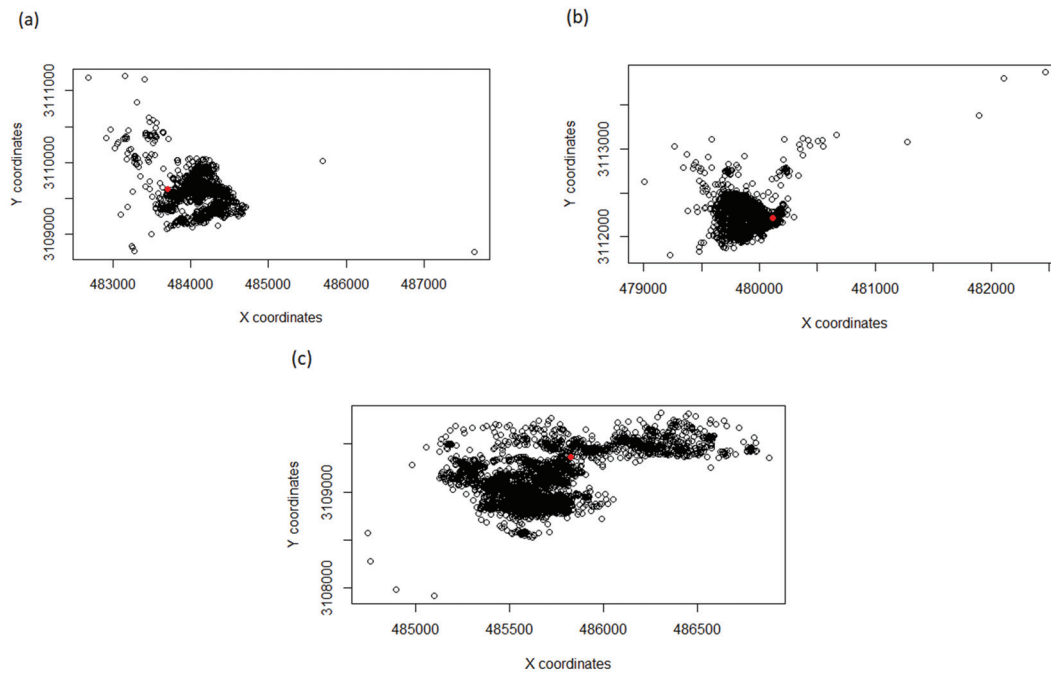 (a)
(b)
Y coordinates
3109000 3110000 3111000
483000 484000 485000 486000 487000
X coordinates
Y coordinates
3112000 3113000
479000 480000 481000 482000
X coordinates
(c)
Y coordinates
3108000 3109000
485000 485500 486000 486500
X coordinates